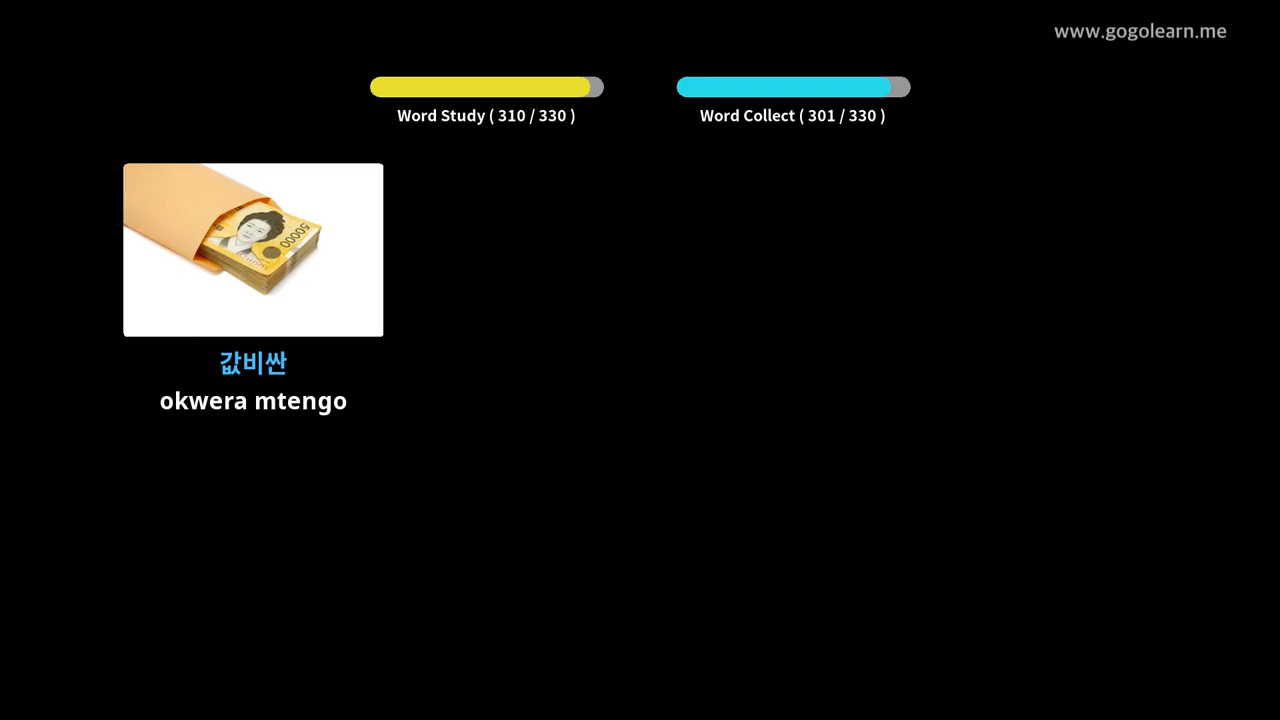 www.gogolearn.me
Word Study ( 310 / 330 )
Word Collect ( 301 / 330 )
50000
값비싼
okwera mtengo